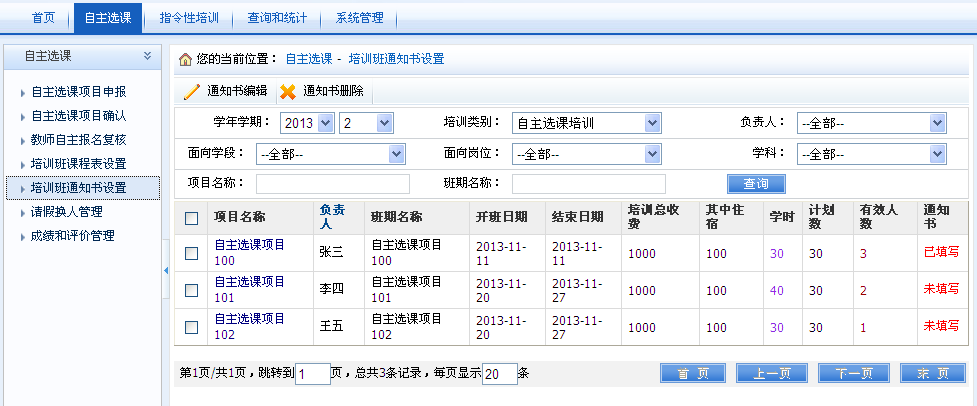 首页 自主选课 指令性培训 查询和统计 系统管理
自主选课
自主选课项目申报
自主选课项目确认
教师自主报名复核
培训班课程表设置
培训班通知书设置
请假换人管理
成绩和评价管理
您的当前位置： 自主选课 - 培训班通知书设置
通知书编辑 通知书删除
学年学期： 2013 2 培训类别： 自主选课培训 负责人： --全部--
面向学段： --全部-- 面向岗位： --全部-- 学科： --全部--
项目名称： 班期名称： 查询
项目名称 负责人 班期名称 开班日期 结束日期 培训总收费 其中住宿 学时 计划数 有效人数 通知书
自主选课项目100 张三 自主选课项目100 2013-11-11 2013-11-11 1000 100 30 30 3 已填写
自主选课项目101 李四 自主选课项目101 2013-11-20 2013-11-27 1000 100 40 30 2 未填写
自主选课项目102 王五 自主选课项目102 2013-11-20 2013-11-27 1000 100 30 30 1 未填写
第1页/共1页，跳转到 1 页，总共3条记录，每页显示 20 条 首 页 上一页 下一页 末 页